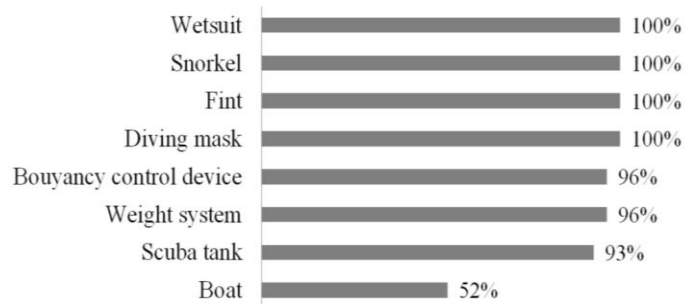 Wetsuit 100%
Snorkel 100%
Fint 100%
Diving mask 100%
Bouyancy control device 96%
Weight system 96%
Scuba tank 93%
Boat 52%